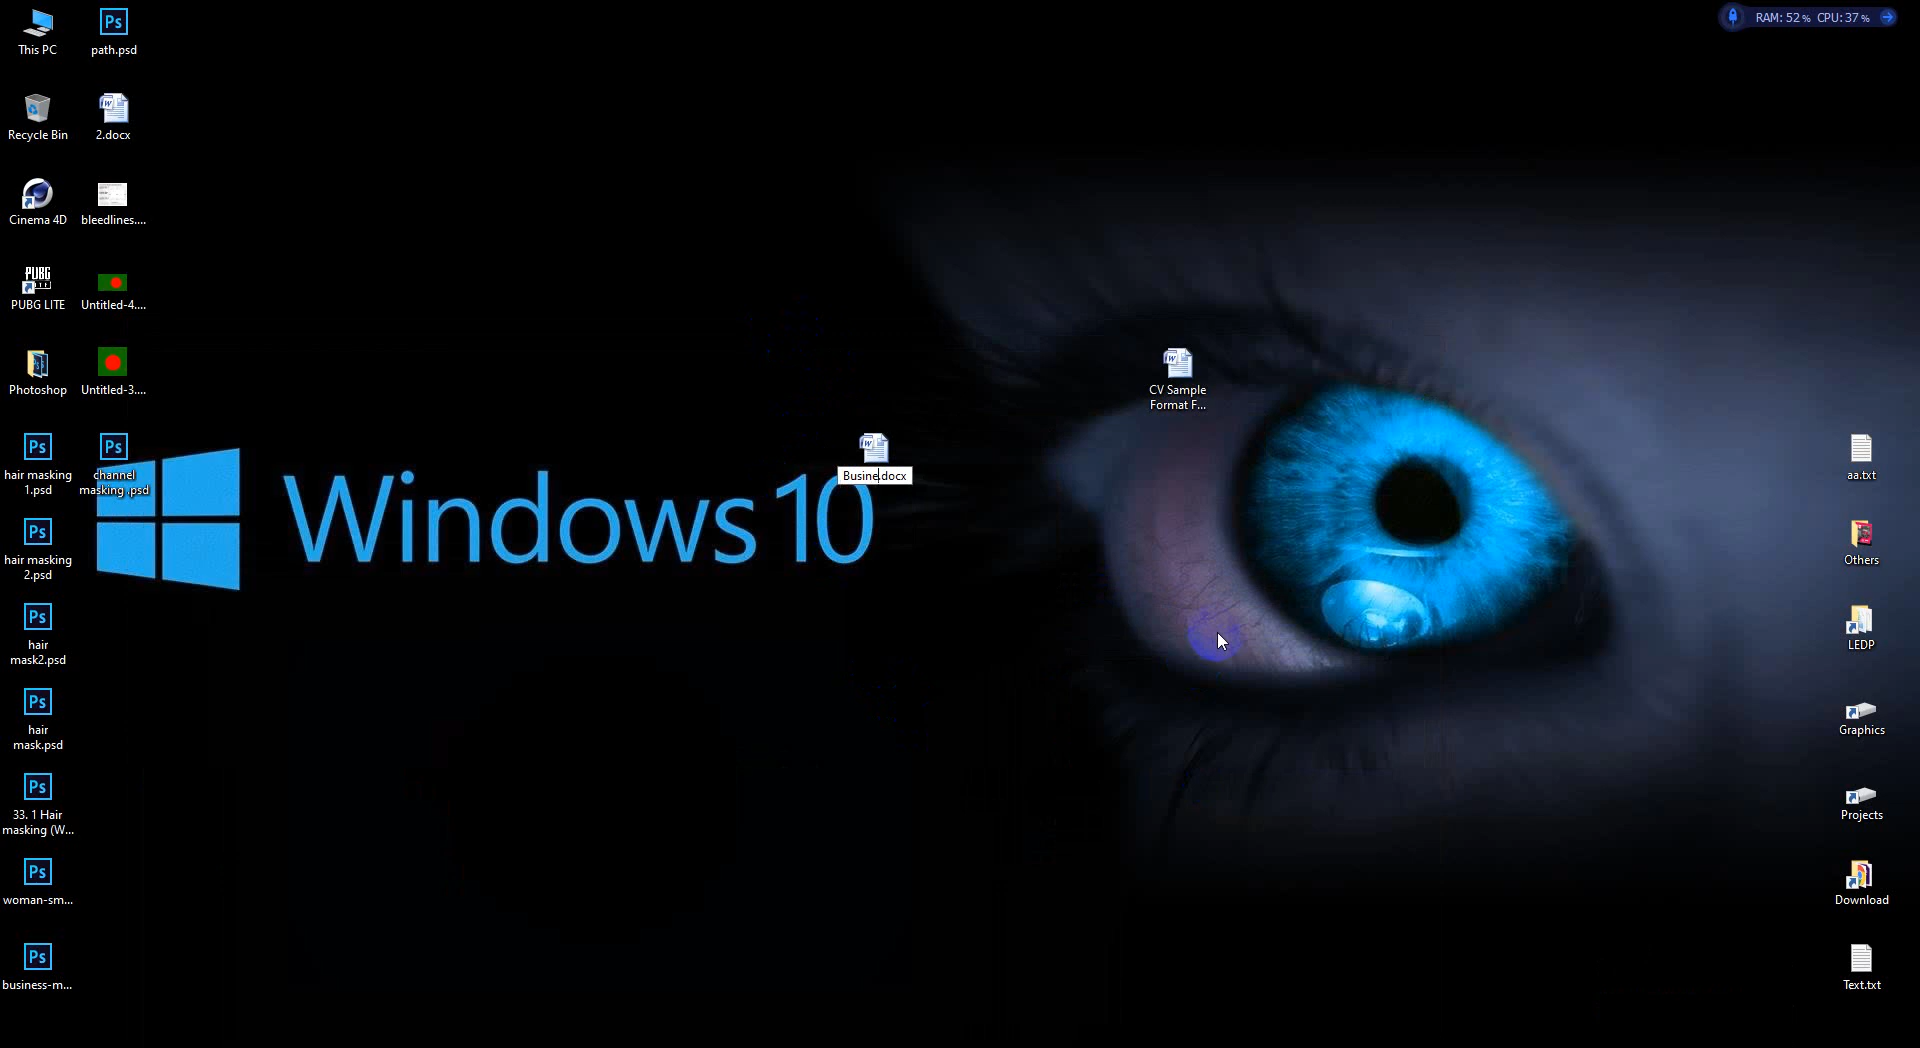 This PC
path.psd
Recycle Bin
2.docx
Cinema 4D
bleedlines....
PUBG LITE
Untitled-4....
Photoshop
Untitled-3....
hair masking
1.psd
channel
masking .psd
hair masking
2.psd
hair
mask2.psd
hair
mask.psd
33. 1 Hair
masking (W...
woman-sm...
business-m...
Windows 10
Busine.docx
CV Sample
Format F...
RAM: 52% CPU: 37%
aa.txt
Others
LEDP
Graphics
Projects
Download
Text.txt